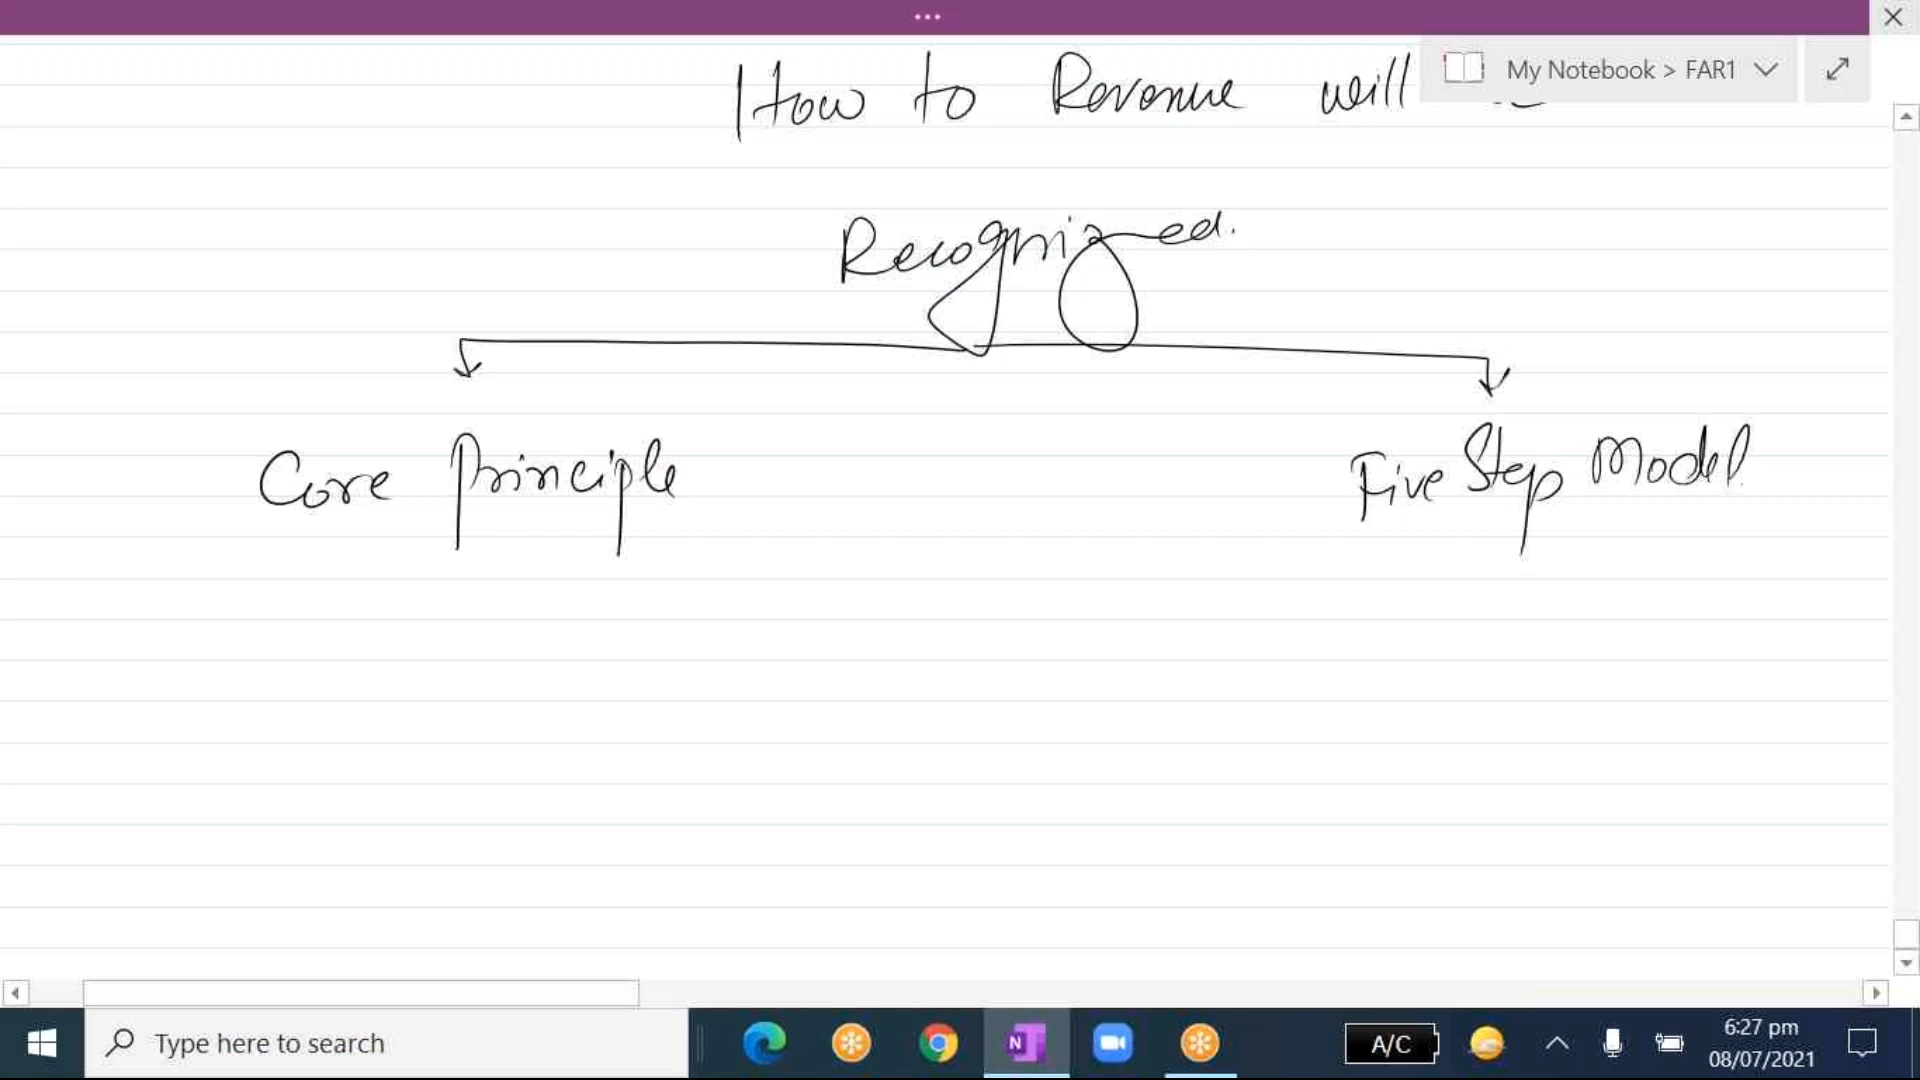 How to Revenue will
My Notebook > FAR1
Recognized.
Core Principle
Five Step Model
Type here to search
N
A/C
6:27 pm
08/07/2021